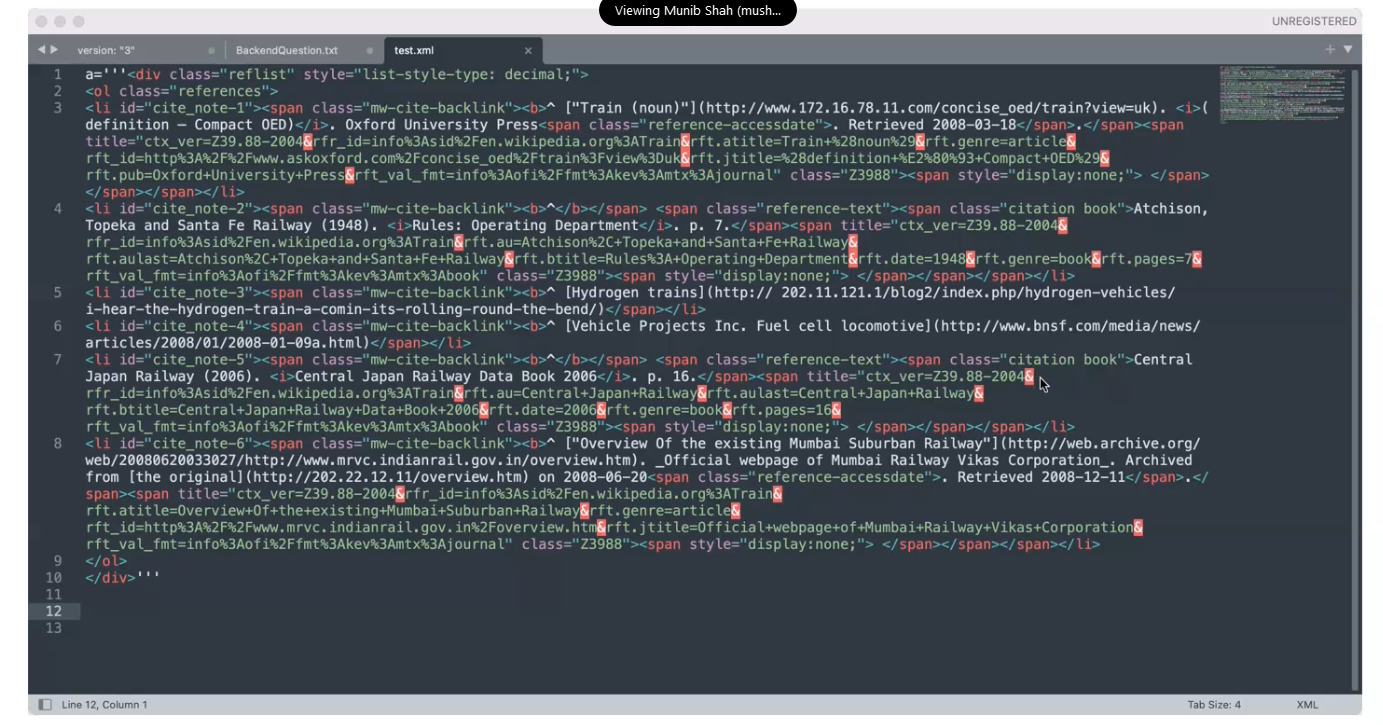 Viewing Munib Shah (mush...
UNREGISTERED
version: "3"
BackendQuestion.txt
test.xml
1 a='''<div class="reflist" style="list-style-type: decimal;">
2 <ol class="references">
3 <li id="cite_note-1"><span class="mw-cite-backlink"><b>^ ["Train (noun)"](http://www.172.16.78.11.com/concise_oed/train?view=uk). <i>(
definition – Compact OED)</i>. Oxford University Press<span class="reference-accessdate">. Retrieved 2008-03-18</span>.</span><span
title="ctx_ver=Z39.88-2004&rfr_id=info%3Asid%2Fen.wikipedia.org%3ATrain&rft.atitle=Train+%28noun%29&rft.genre=article&
rft_id=http%3A%2F%2Fwww.askoxford.com%2Fconcise_oed%2Ftrain%3Fview%3Duk&rft.jtitle=%28definition+%E2%80%93+Compact+OED%29&
rft.pub=Oxford+University+Press&rft_val_fmt=info%3Aofi%2Ffmt%3Akev%3Amtx%3Ajournal" class="Z3988"><span style="display:none;"> </span>
</span></span></li>
4 <li id="cite_note-2"><span class="mw-cite-backlink"><b>^</b></span> <span class="reference-text"><span class="citation book">Atchison,
Topeka and Santa Fe Railway (1948). <i>Rules: Operating Department</i>. p. 7.</span><span title="ctx_ver=Z39.88-2004&
rfr_id=info%3Asid%2Fen.wikipedia.org%3ATrain&rft.au=Atchison%2C+Topeka+and+Santa+Fe+Railway&
rft.aulast=Atchison%2C+Topeka+and+Santa+Fe+Railway&rft.btitle=Rules%3A+Operating+Department&rft.date=1948&rft.genre=book&rft.pages=7&
rft_val_fmt=info%3Aofi%2Ffmt%3Akev%3Amtx%3Abook" class="Z3988"><span style="display:none;"> </span></span></span></li>
5 <li id="cite_note-3"><span class="mw-cite-backlink"><b>^ [Hydrogen trains](http:// 202.11.121.1/blog2/index.php/hydrogen-vehicles/
i-hear-the-hydrogen-train-a-comin-its-rolling-round-the-bend/)</span></li>
6 <li id="cite_note-4"><span class="mw-cite-backlink"><b>^ [Vehicle Projects Inc. Fuel cell locomotive](http://www.bnsf.com/media/news/
articles/2008/01/2008-01-09a.html)</span></li>
7 <li id="cite_note-5"><span class="mw-cite-backlink"><b>^</b></span> <span class="reference-text"><span class="citation book">Central
Japan Railway (2006). <i>Central Japan Railway Data Book 2006</i>. p. 16.</span><span title="ctx_ver=Z39.88-2004&
rfr_id=info%3Asid%2Fen.wikipedia.org%3ATrain&rft.au=Central+Japan+Railway&rft.aulast=Central+Japan+Railway&
rft.btitle=Central+Japan+Railway+Data+Book+2006&rft.date=2006&rft.genre=book&rft.pages=16&
rft_val_fmt=info%3Aofi%2Ffmt%3Akev%3Amtx%3Abook" class="Z3988"><span style="display:none;"> </span></span></span></li>
8 <li id="cite_note-6"><span class="mw-cite-backlink"><b>^ ["Overview Of the existing Mumbai Suburban Railway"](http://web.archive.org/
web/20080620033027/http://www.mrvc.indianrail.gov.in/overview.htm). _Official webpage of Mumbai Railway Vikas Corporation_. Archived
from [the original](http://202.22.12.11/overview.htm) on 2008-06-20<span class="reference-accessdate">. Retrieved 2008-12-11</span>.</
span><span title="ctx_ver=Z39.88-2004&rfr_id=info%3Asid%2Fen.wikipedia.org%3ATrain&
rft.atitle=Overview+Of+the+existing+Mumbai+Suburban+Railway&rft.genre=article&
rft_id=http%3A%2F%2Fwww.mrvc.indianrail.gov.in%2Foverview.htm&rft.jtitle=Official+webpage+of+Mumbai+Railway+Vikas+Corporation&
rft_val_fmt=info%3Aofi%2Ffmt%3Akev%3Amtx%3Ajournal" class="Z3988"><span style="display:none;"> </span></span></span></li>
9 </ol>
10 </div>'''
11
12
13
Line 12, Column 1
Tab Size: 4
XML